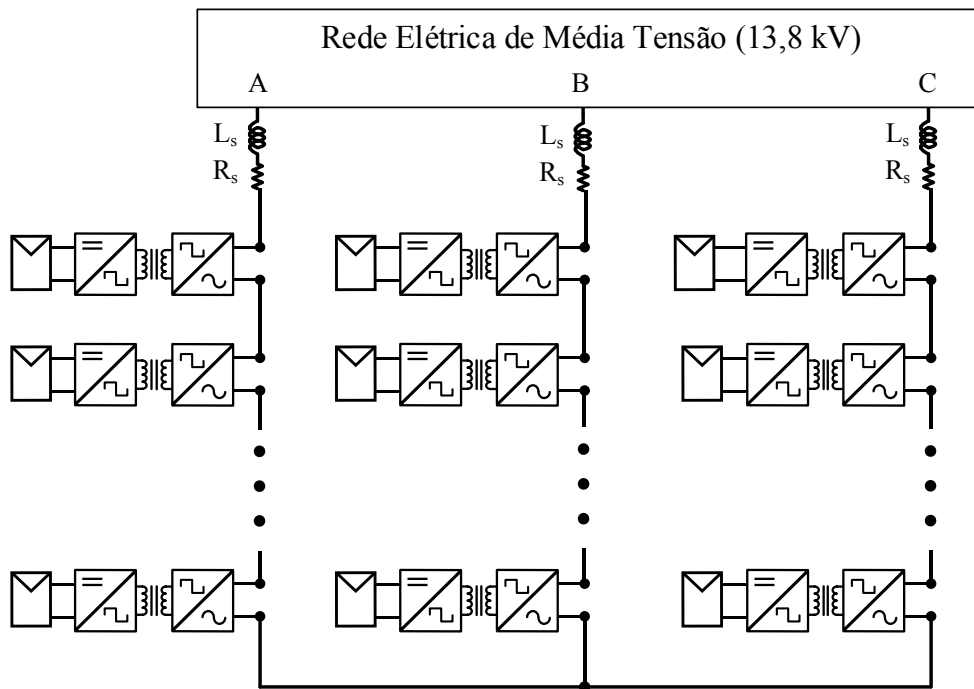 Rede Elétrica de Média Tensão (13,8 kV)
A B C
Ls Ls Ls
Rs Rs Rs